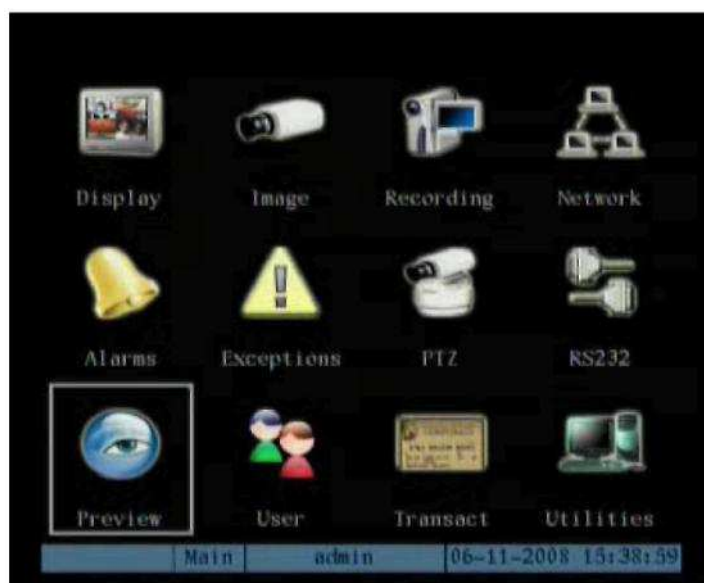 Display Image Recording Network
Alarms Exceptions PTZ RS232
Preview User Transact Utilities
Main admin 06-11-2008 15:38:59